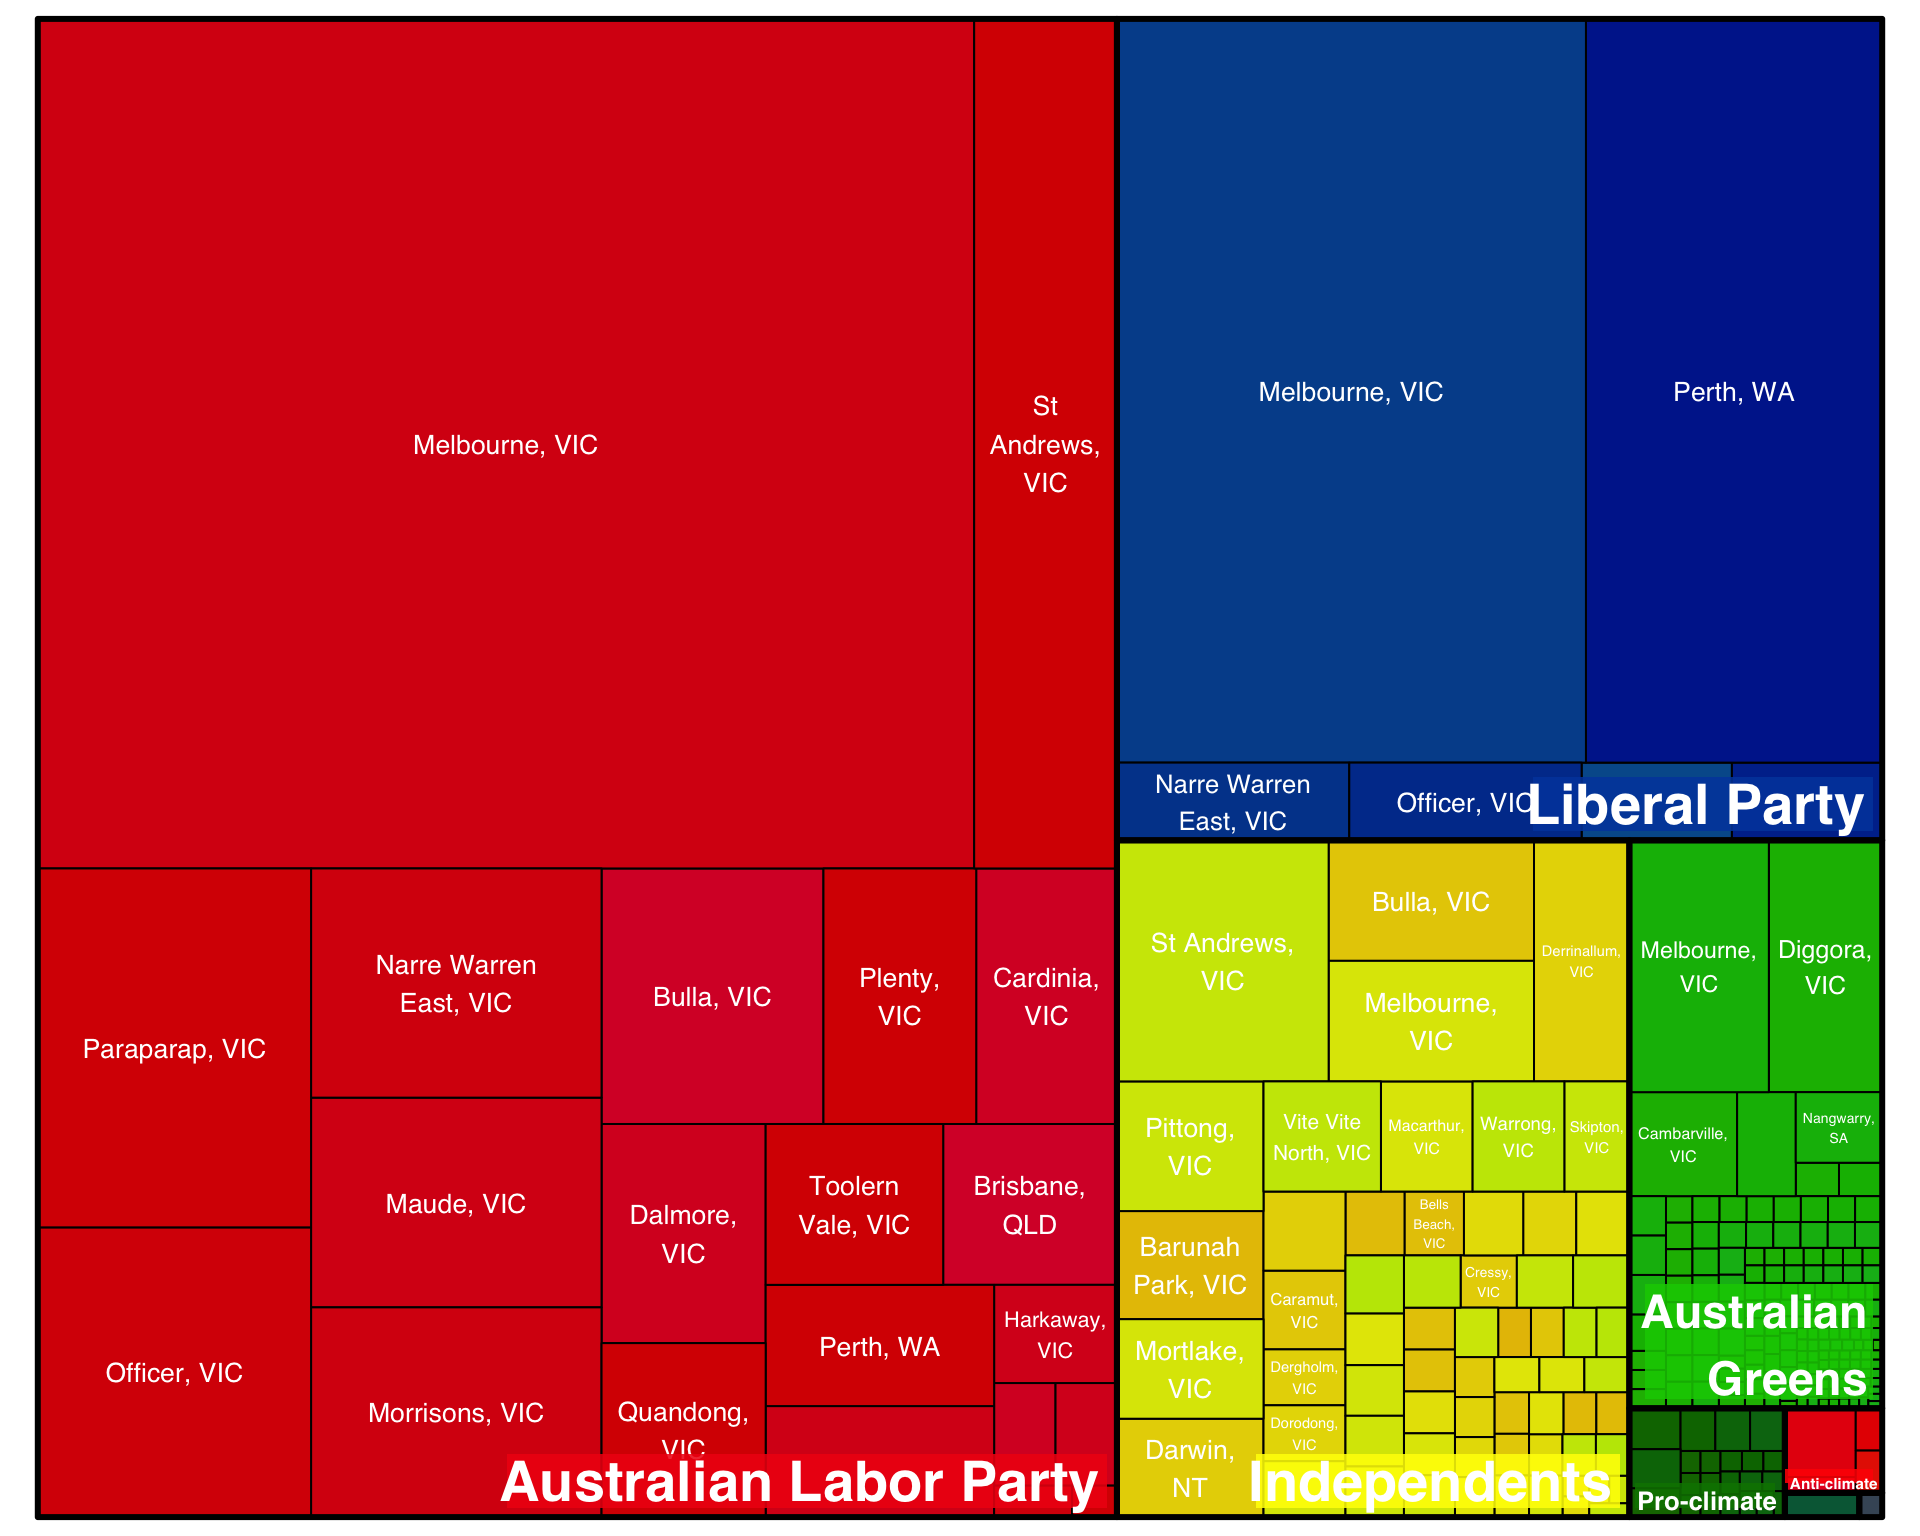 Melbourne, VIC
St
Andrews,
VIC
Paraparap, VIC
Officer, VIC
Narre Warren
East, VIC
Maude, VIC
Morrisons, VIC
Bulla, VIC
Plenty,
VIC
Cardinia,
VIC
Dalmore,
VIC
Toolern
Vale, VIC
Brisbane,
QLD
Quandong,
VIC
Perth, WA
Harkaway,
VIC
Australian Labor Party
Melbourne, VIC
Perth, WA
Narre Warren
East, VIC
Officer, VIC
Liberal Party
St Andrews,
VIC
Bulla, VIC
Melbourne,
VIC
Derrinallum,
VIC
Pittong,
VIC
Barunah
Park, VIC
Mortlake,
VIC
Darwin,
NT
Vite Vite
North, VIC
Macarthur,
VIC
Warrong,
VIC
Skipton,
VIC
Bells
Beach,
VIC
Caramut,
VIC
Cressy,
VIC
Dergholm,
VIC
Dorodong,
VIC
Independents
Melbourne,
VIC
Diggora,
VIC
Cambarville,
VIC
Nangwarry,
SA
Australian
Greens
Pro-climate
Anti-climate